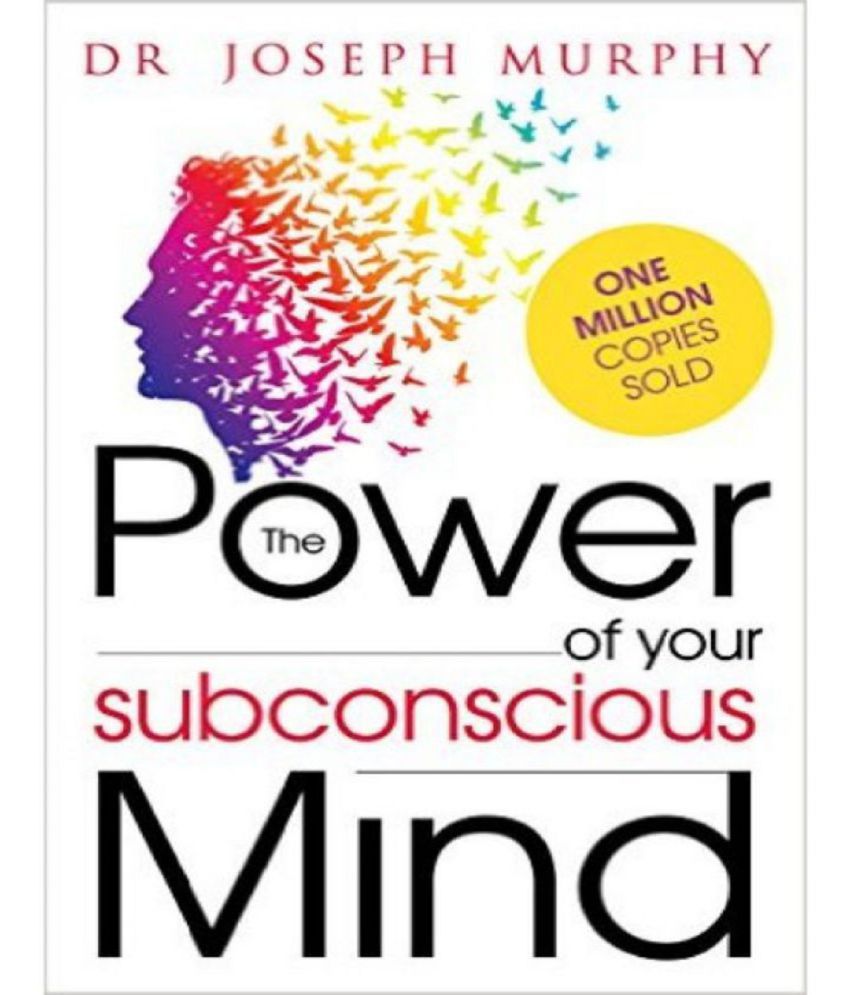 DR JOSEPH MURPHY
ONE
MILLION
COPIES
SOLD
The Power
of your
subconscious
Mind